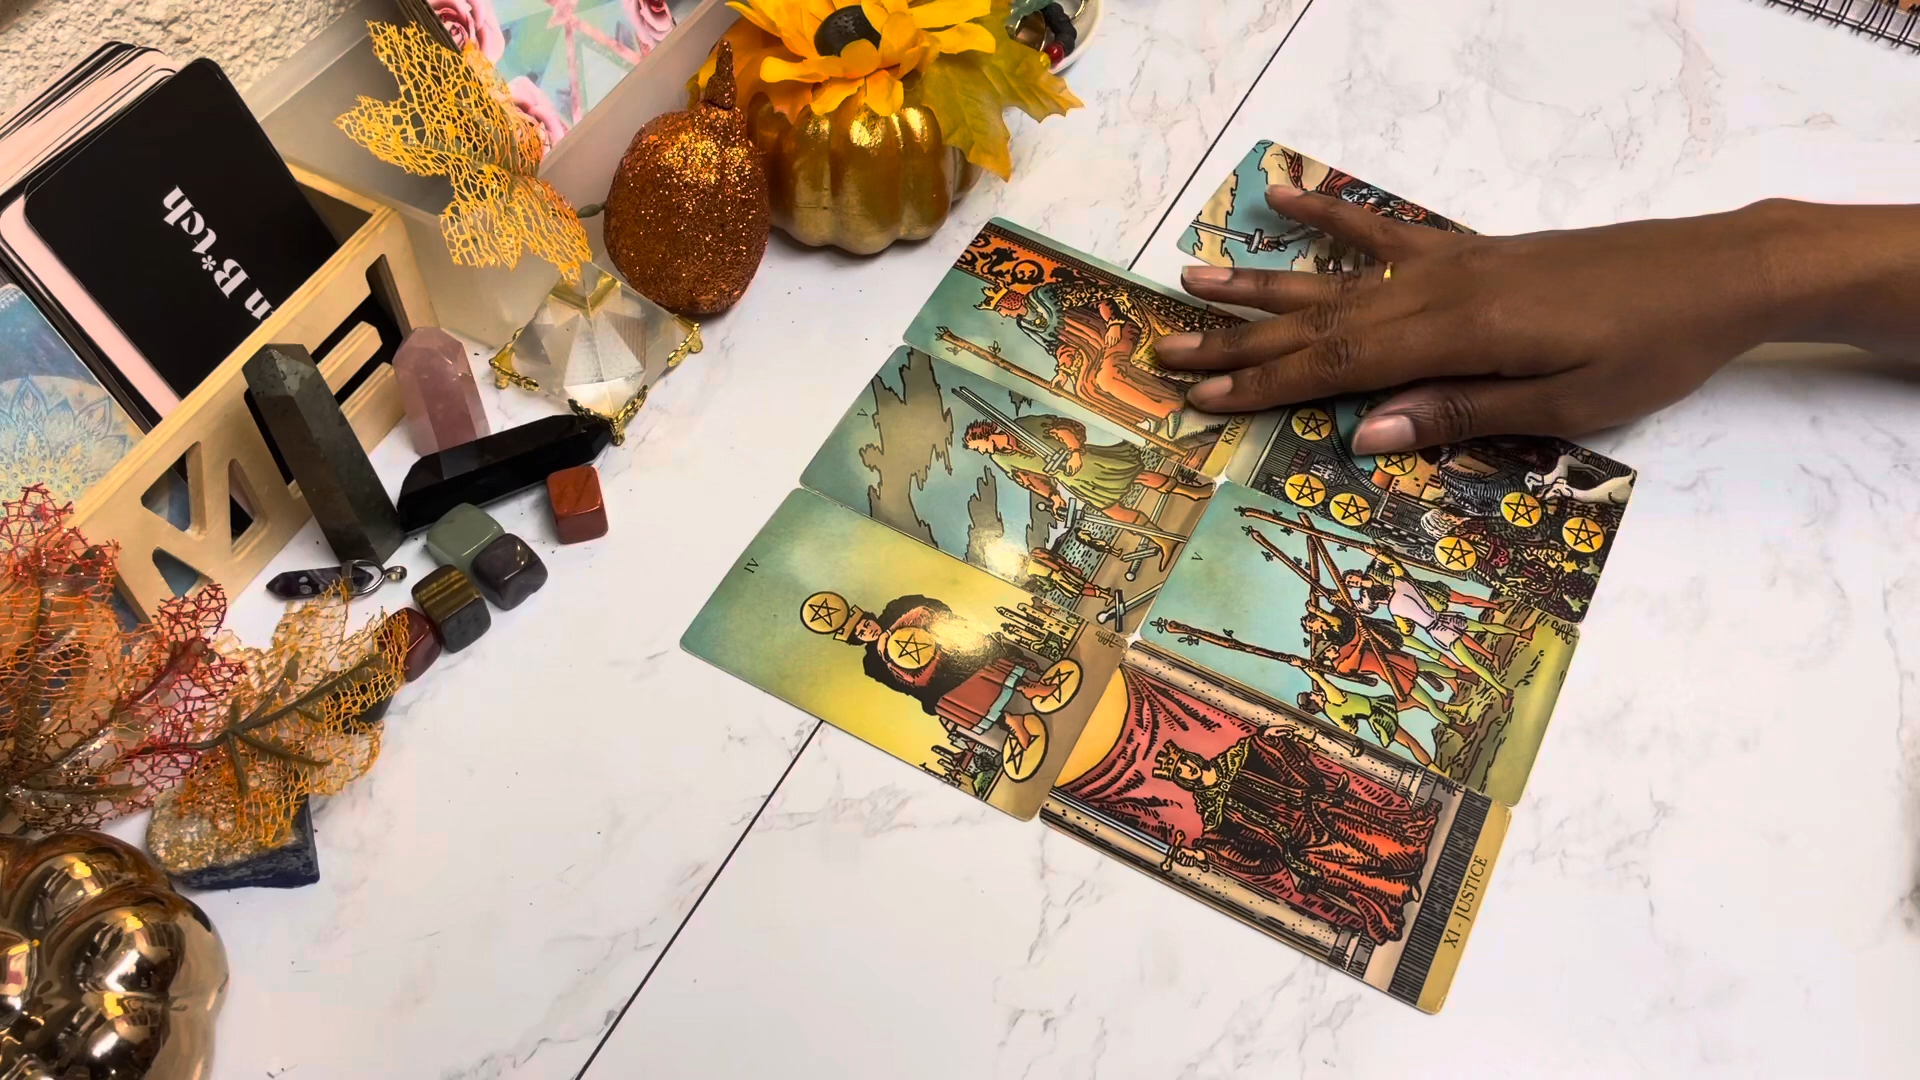 n B*tch
KING
V
IV
V
XI - JUSTICE